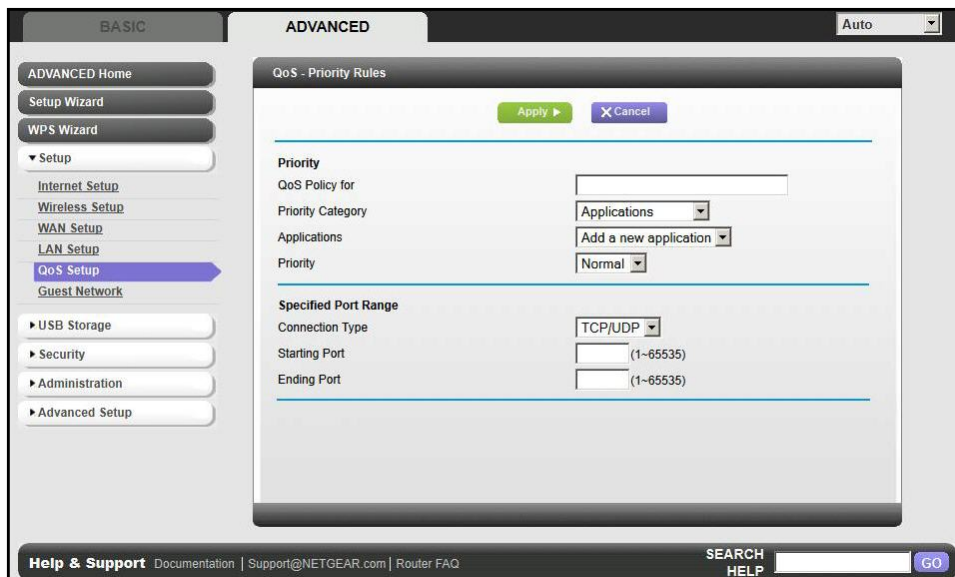 BASIC
ADVANCED
Auto
ADVANCED Home
Setup Wizard
WPS Wizard
Setup
Internet Setup
Wireless Setup
WAN Setup
LAN Setup
QoS Setup
Guest Network
USB Storage
Security
Administration
Advanced Setup
QoS - Priority Rules
Apply
X Cancel
Priority
QoS Policy for
Priority Category Applications
Applications Add a new application
Priority Normal
Specified Port Range
Connection Type TCP/UDP
Starting Port (1~65535)
Ending Port (1~65535)
Help & Support Documentation | Support@NETGEAR.com | Router FAQ
SEARCH HELP GO